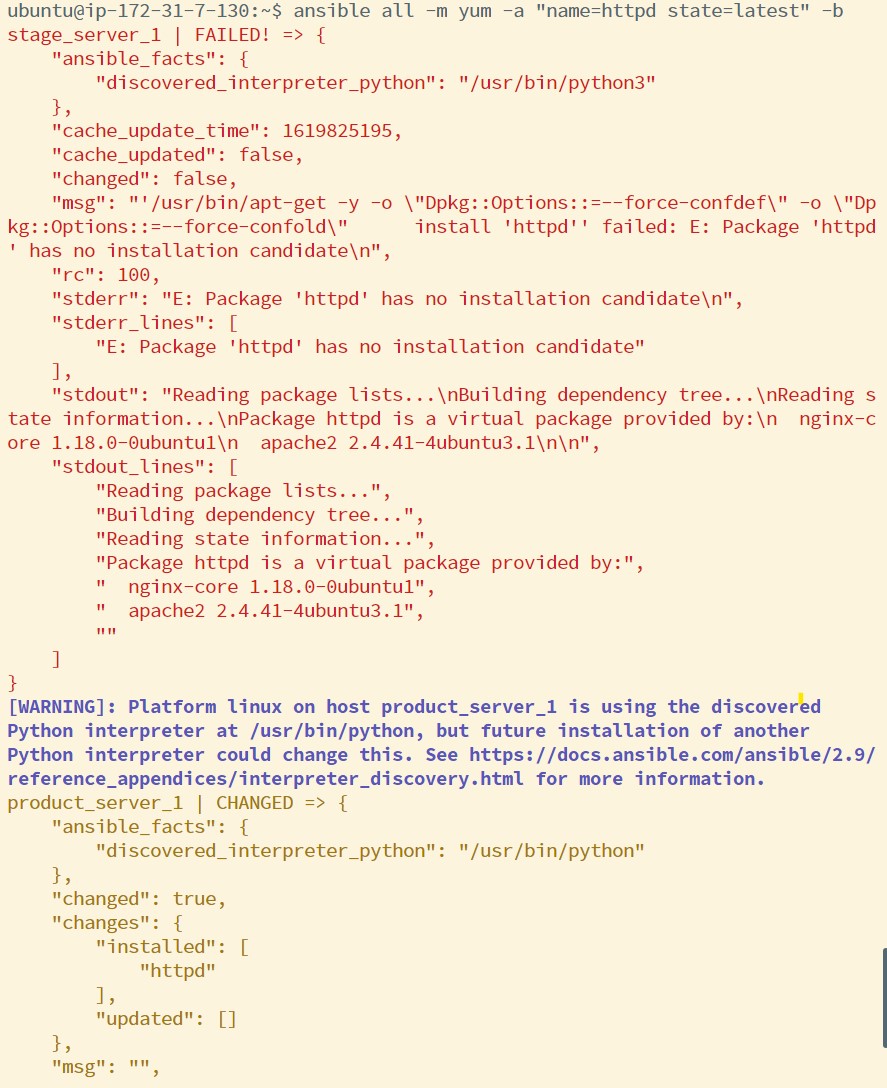 ubuntu@ip-172-31-7-130:~$ ansible all -m yum -a "name=httpd state=latest" -b
stage_server_1 | FAILED! => {
    "ansible_facts": {
        "discovered_interpreter_python": "/usr/bin/python3"
    },
    "cache_update_time": 1619825195,
    "cache_updated": false,
    "changed": false,
    "msg": "'/usr/bin/apt-get -y -o \"Dpkg::Options::=--force-confdef\" -o \"Dp
kg::Options::=--force-confold\"      install 'httpd'' failed: E: Package 'httpd
' has no installation candidate\n",
    "rc": 100,
    "stderr": "E: Package 'httpd' has no installation candidate\n",
    "stderr_lines": [
        "E: Package 'httpd' has no installation candidate"
    ],
    "stdout": "Reading package lists...\nBuilding dependency tree...\nReading s
tate information...\nPackage httpd is a virtual package provided by:\n  nginx-c
ore 1.18.0-0ubuntu1\n  apache2 2.4.41-4ubuntu3.1\n\n",
    "stdout_lines": [
        "Reading package lists...",
        "Building dependency tree...",
        "Reading state information...",
        "Package httpd is a virtual package provided by:",
        "  nginx-core 1.18.0-0ubuntu1",
        "  apache2 2.4.41-4ubuntu3.1",
        ""
    ]
}
[WARNING]: Platform linux on host product_server_1 is using the discovered
Python interpreter at /usr/bin/python, but future installation of another
Python interpreter could change this. See https://docs.ansible.com/ansible/2.9/
reference_appendices/interpreter_discovery.html for more information.
product_server_1 | CHANGED => {
    "ansible_facts": {
        "discovered_interpreter_python": "/usr/bin/python"
    },
    "changed": true,
    "changes": {
        "installed": [
            "httpd"
        ],
        "updated": []
    },
    "msg": "",